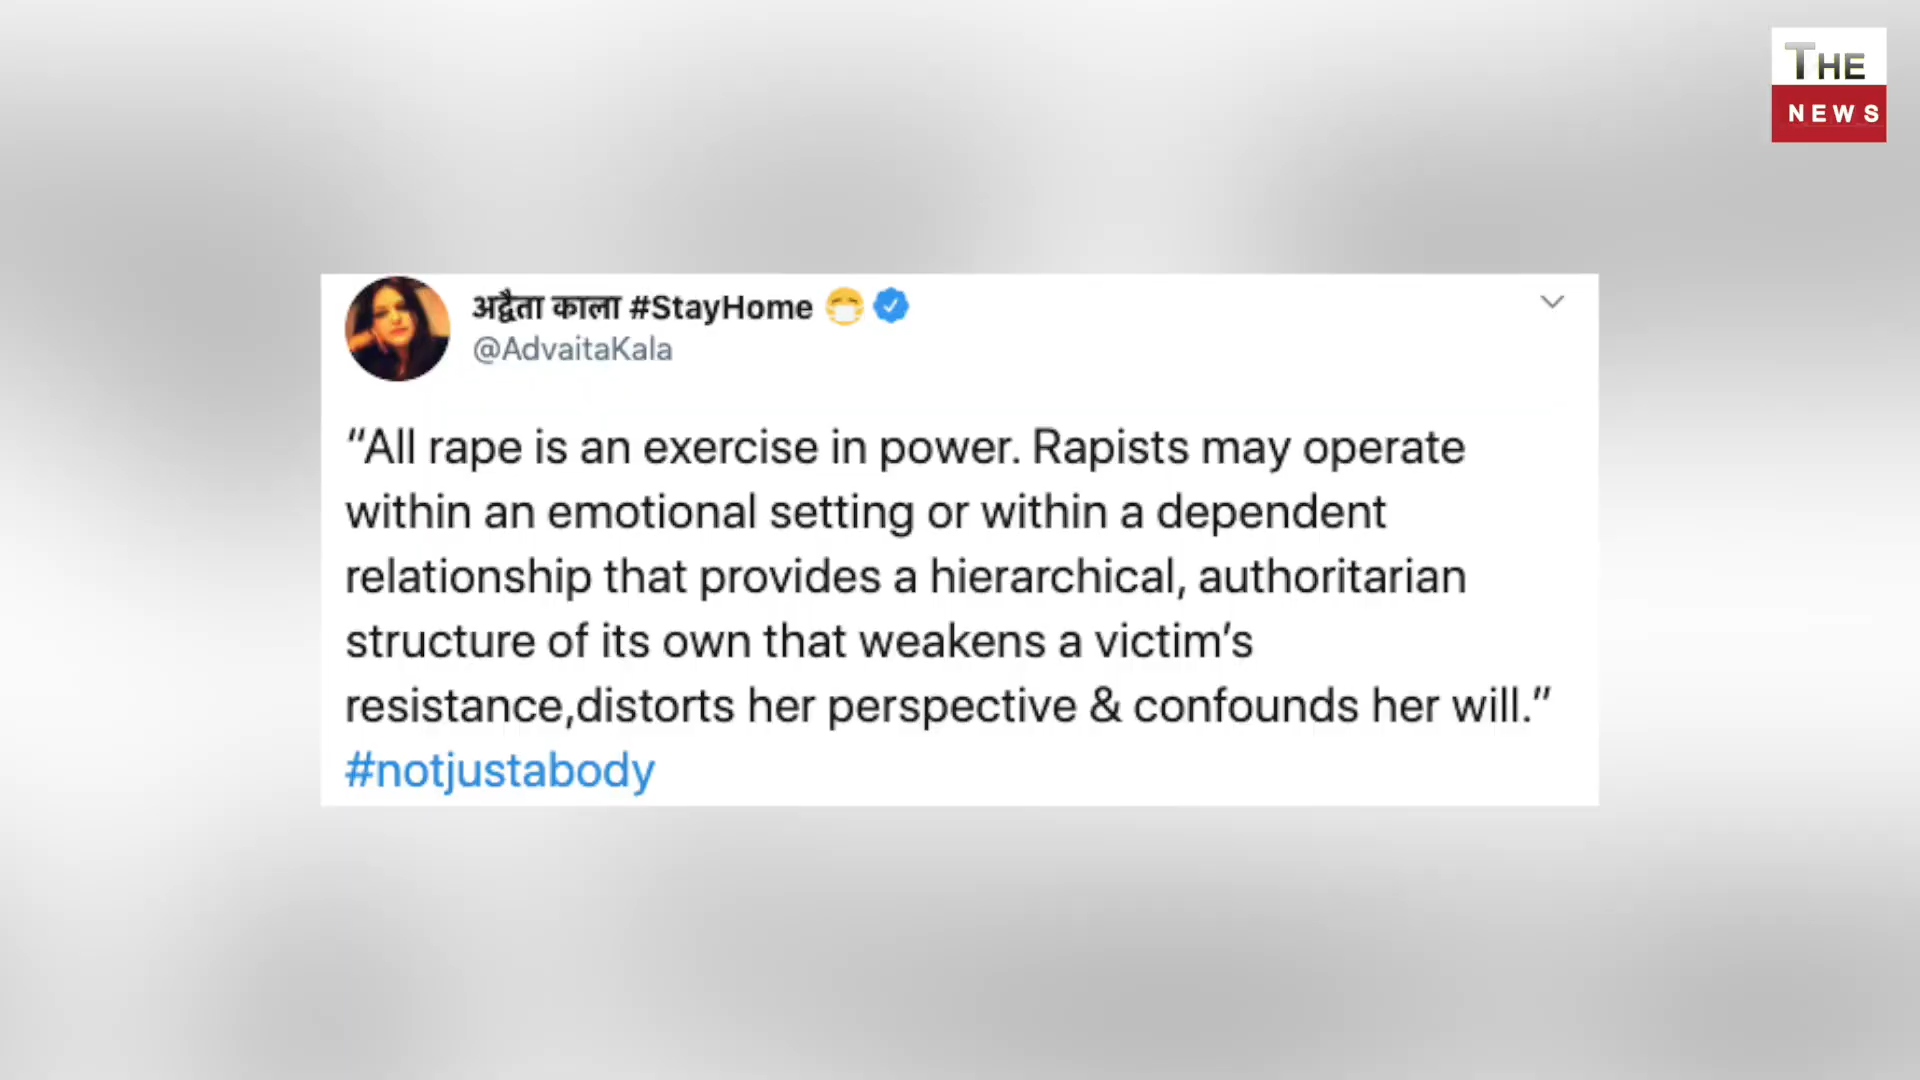 THE
NEWS
अद्वैता काला #StayHome 😷
@AdvaitaKala
“All rape is an exercise in power. Rapists may operate
within an emotional setting or within a dependent
relationship that provides a hierarchical, authoritarian
structure of its own that weakens a victim’s
resistance,distorts her perspective & confounds her will.”
#notjustabody